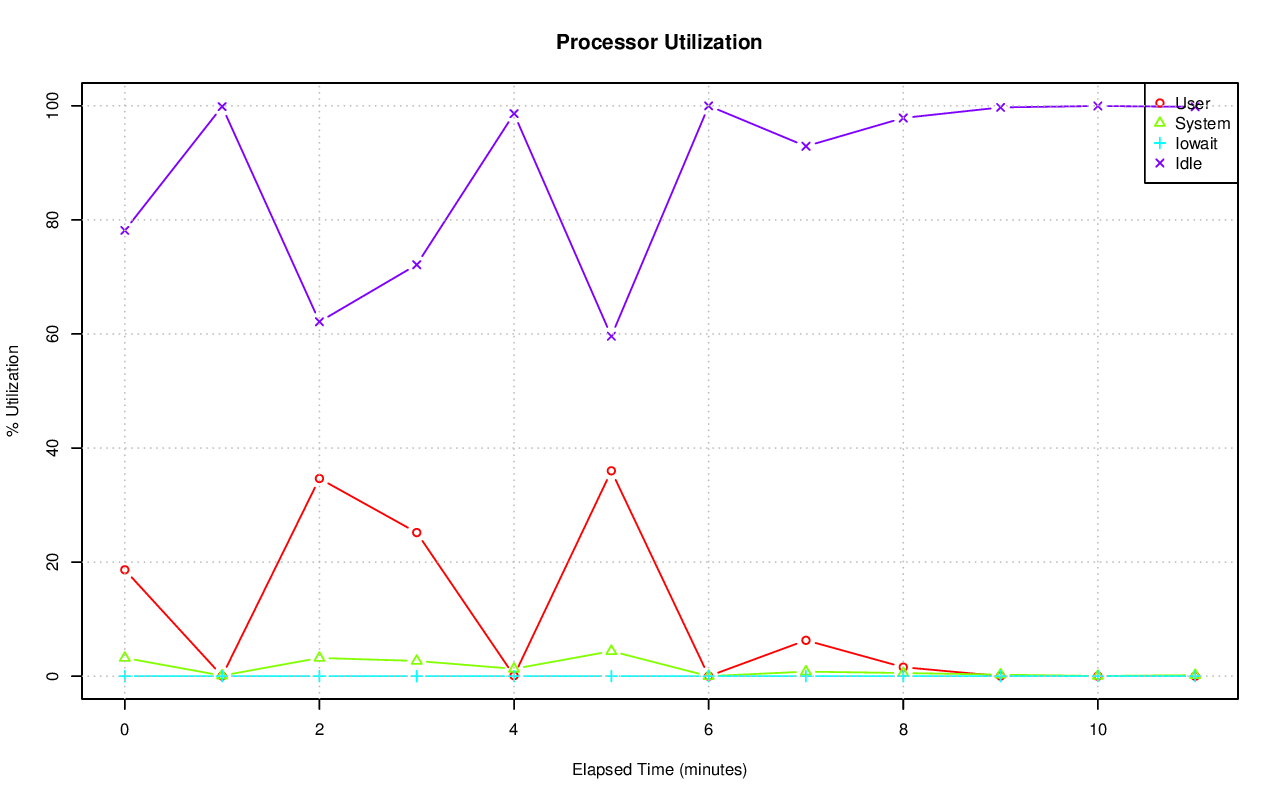 Processor Utilization
100
80
60
40
20
0
% Utilization
User
System
Iowait
Idle
0 2 4 6 8 10
Elapsed Time (minutes)